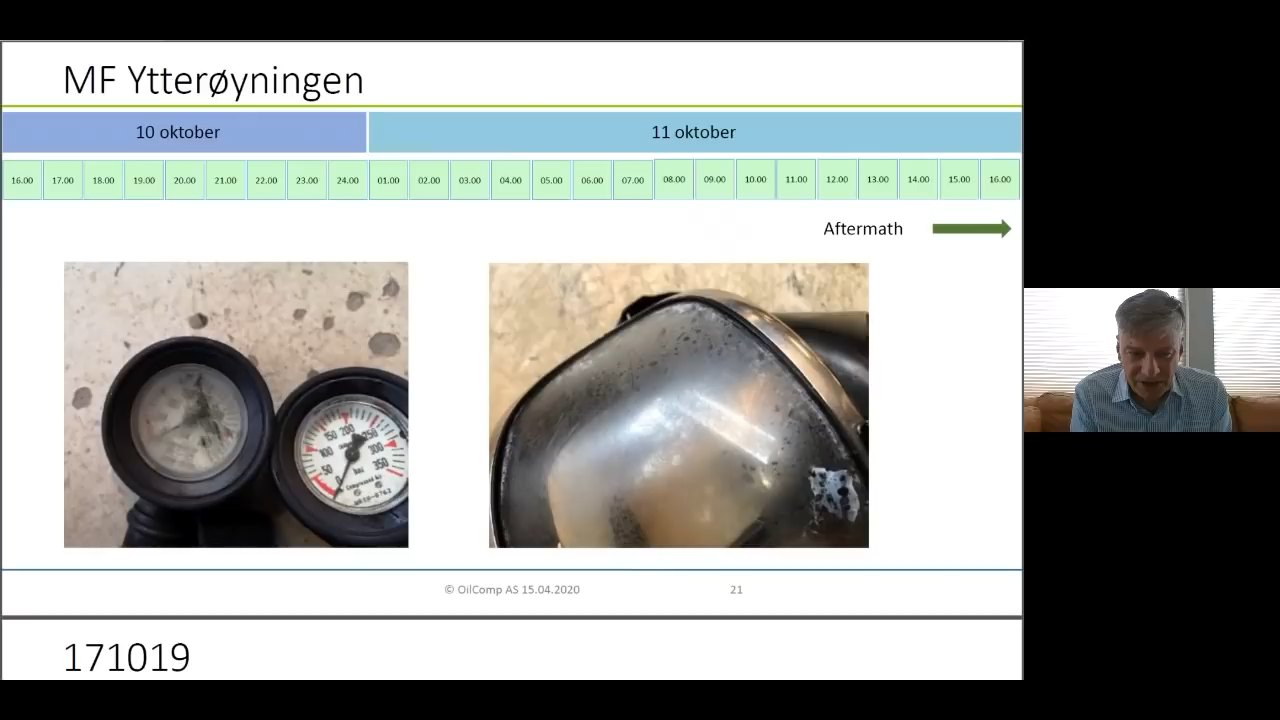 MF Ytterøyningen
10 oktober 11 oktober
16.00 17.00 18.00 19.00 20.00 21.00 22.00 23.00 24.00 01.00 02.00 03.00 04.00 05.00 06.00 07.00 08.00 09.00 10.00 11.00 12.00 13.00 14.00 15.00 16.00
Aftermath
150 200 250
100 300
50 bar 350
0
Compressed Air
© OilComp AS 15.04.2020 21
171019